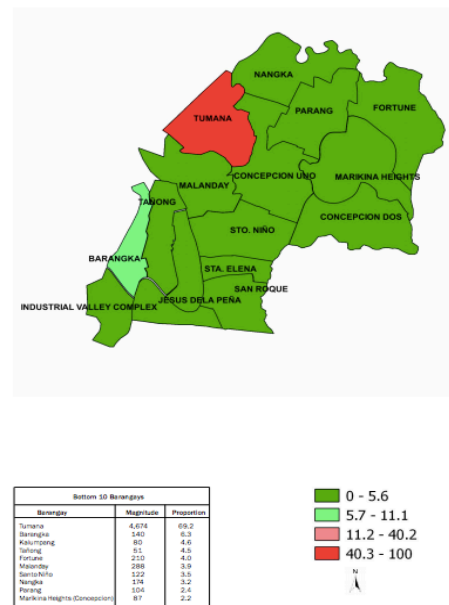 NANGKA
TUMANA
PARANG
FORTUNE
CONCEPCION UNO
MARIKINA HEIGHTS
MALANDAY
TAÑONG
CONCEPCION DOS
STO. NIÑO
BARANGKA
STA. ELENA
SAN ROQUE
JESUS DELA PEÑA
INDUSTRIAL VALLEY COMPLEX
Bottom 10 Barangays
Barangay Magnitude Proportion
Tumana 4,674 69.2
Barangka 140 6.3
Kalumpang 80 4.6
Tañong 51 4.5
Fortune 210 4.0
Malanday 288 3.9
Santo Niño 122 3.5
Nangka 174 3.2
Parang 104 2.4
Marikina Heights (Concepcion) 87 2.2
0 - 5.6
5.7 - 11.1
11.2 - 40.2
40.3 - 100
N